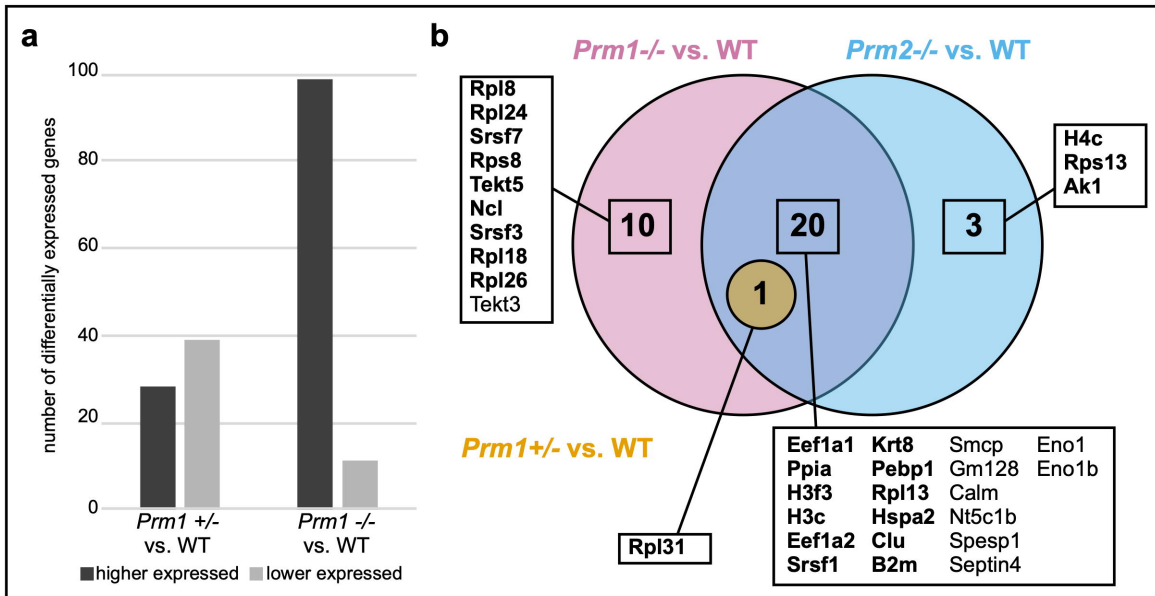 a
number of differentially expressed genes
100
80
60
40
20
0
Prm1 +/-
vs. WT
Prm1 -/-
vs. WT
higher expressed
lower expressed
b
Prm1-/- vs. WT
Prm2-/- vs. WT
Rpl8
Rpl24
Srsf7
Rps8
Tekt5
Ncl
Srsf3
Rpl18
Rpl26
Tekt3
10
20
3
1
H4c
Rps13
Ak1
Prm1+/- vs. WT
Rpl31
Eef1a1 Krt8 Smcp Eno1
Ppia Pebp1 Gm128 Eno1b
H3f3 Rpl13 Calm
H3c Hspa2 Nt5c1b
Eef1a2 Clu Spesp1
Srsf1 B2m Septin4